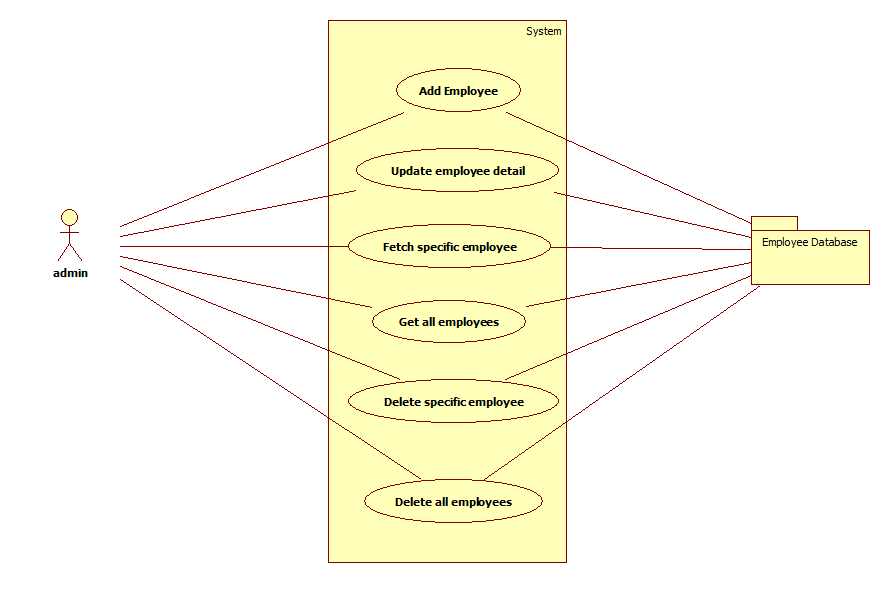 System
Add Employee
Update employee detail
Fetch specific employee
Get all employees
Delete specific employee
Delete all employees
admin
Employee Database